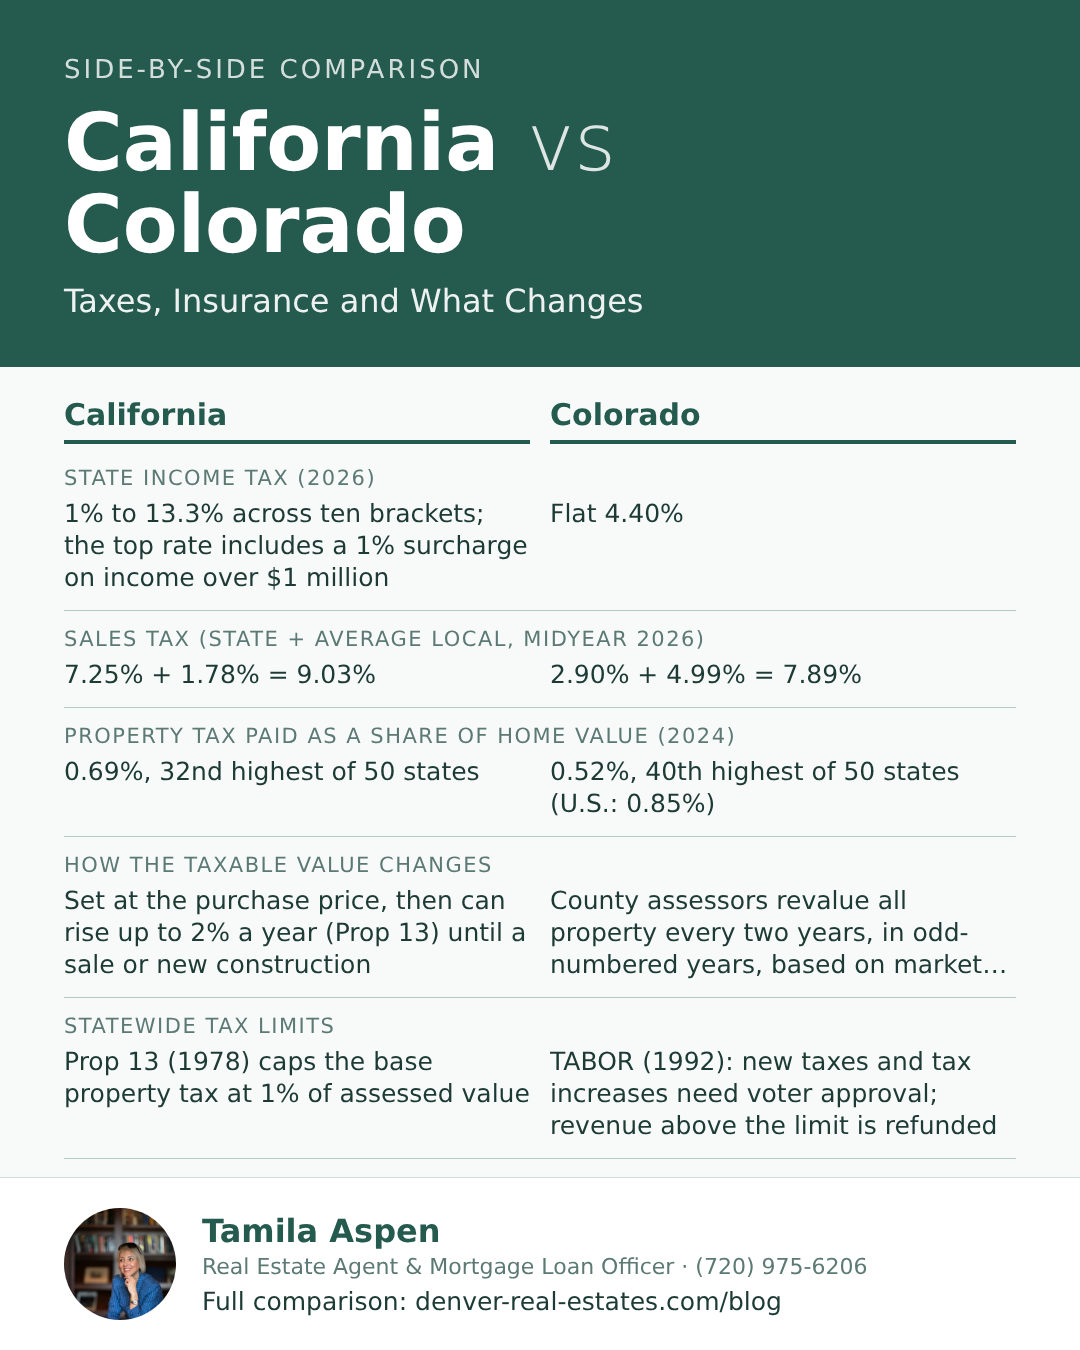 SIDE-BY-SIDE COMPARISON
California VS
Colorado
Taxes, Insurance and What Changes
California
Colorado
STATE INCOME TAX (2026)
1% to 13.3% across ten brackets;
the top rate includes a 1% surcharge
on income over $1 million
Flat 4.40%
SALES TAX (STATE + AVERAGE LOCAL, MIDYEAR 2026)
7.25% + 1.78% = 9.03%
2.90% + 4.99% = 7.89%
PROPERTY TAX PAID AS A SHARE OF HOME VALUE (2024)
0.69%, 32nd highest of 50 states
0.52%, 40th highest of 50 states
(U.S.: 0.85%)
HOW THE TAXABLE VALUE CHANGES
Set at the purchase price, then can
rise up to 2% a year (Prop 13) until a
sale or new construction
County assessors revalue all
property every two years, in odd-
numbered years, based on market…
STATEWIDE TAX LIMITS
Prop 13 (1978) caps the base
property tax at 1% of assessed value
TABOR (1992): new taxes and tax
increases need voter approval;
revenue above the limit is refunded
Tamila Aspen
Real Estate Agent & Mortgage Loan Officer · (720) 975-6206
Full comparison: denver-real-estates.com/blog